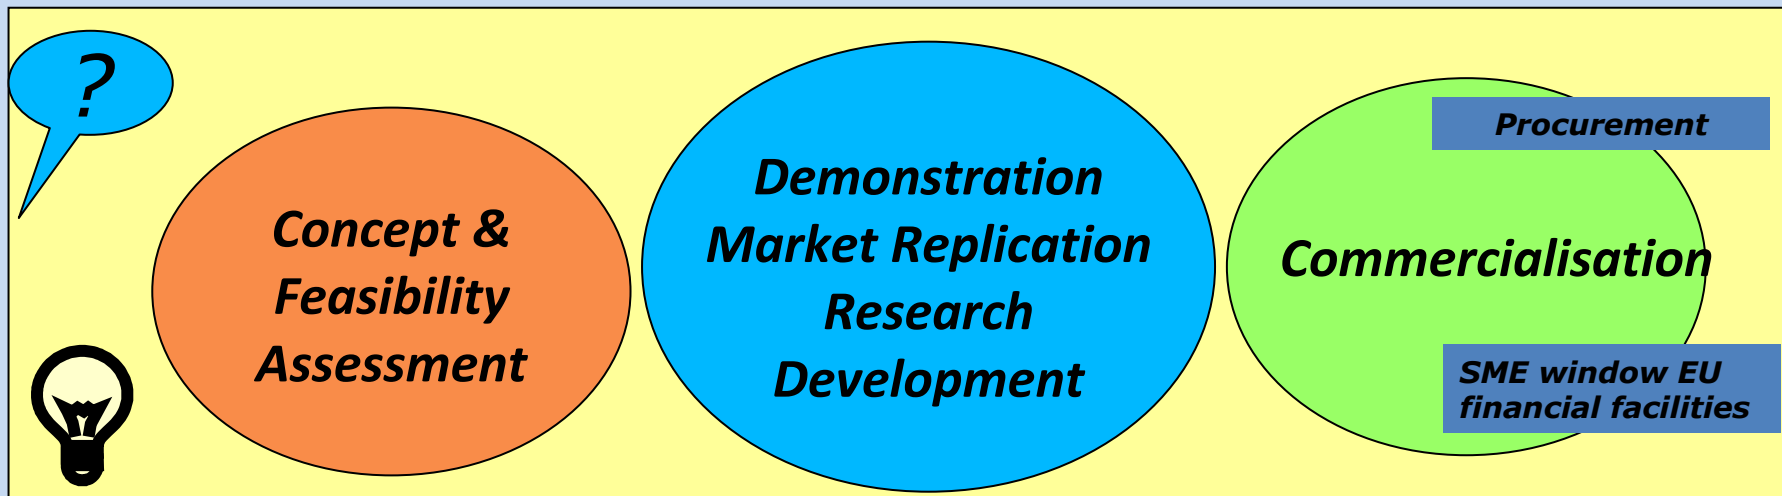 ?
Concept &
Feasibility
Assessment
Demonstration
Market Replication
Research
Development
Procurement
Commercialisation
SME window EU
financial facilities